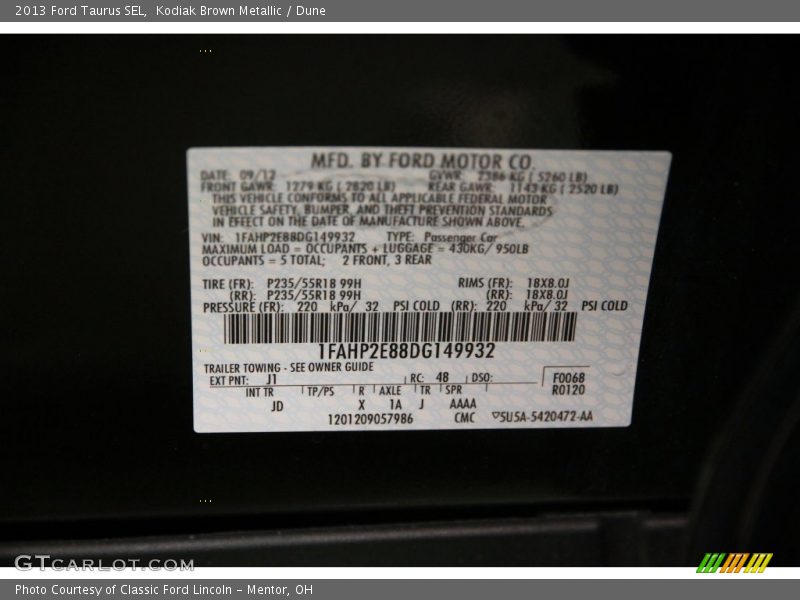 2013 Ford Taurus SEL, Kodiak Brown Metallic / Dune
MFD. BY FORD MOTOR CO.
DATE: 09/12 GVWR: 2386 KG ( 5260 LB)
FRONT GAWR: 1279 KG ( 2820 LB) REAR GAWR: 1143 KG ( 2520 LB)
THIS VEHICLE CONFORMS TO ALL APPLICABLE FEDERAL MOTOR
VEHICLE SAFETY, BUMPER, AND THEFT PREVENTION STANDARDS
IN EFFECT ON THE DATE OF MANUFACTURE SHOWN ABOVE.
VIN: 1FAHP2E88DG149932 TYPE: Passenger Car
MAXIMUM LOAD = OCCUPANTS + LUGGAGE = 430KG/ 950LB
OCCUPANTS = 5 TOTAL; 2 FRONT, 3 REAR
TIRE (FR): P235/55R18 99H RIMS (FR): 18X8.0J
(RR): P235/55R18 99H (RR): 18X8.0J
PRESSURE (FR): 220 kPa/ 32 PSI COLD (RR): 220 kPa/ 32 PSI COLD
1FAHP2E88DG149932
TRAILER TOWING - SEE OWNER GUIDE
EXT PNT: J1 RC: 48 DSO: F0068
INT TR TP/PS R AXLE TR SPR R0120
JD X 1A J AAAA
1201209057986 CMC ▽SU5A-5420472-AA
GTCARLOT.COM
Photo Courtesy of Classic Ford Lincoln - Mentor, OH